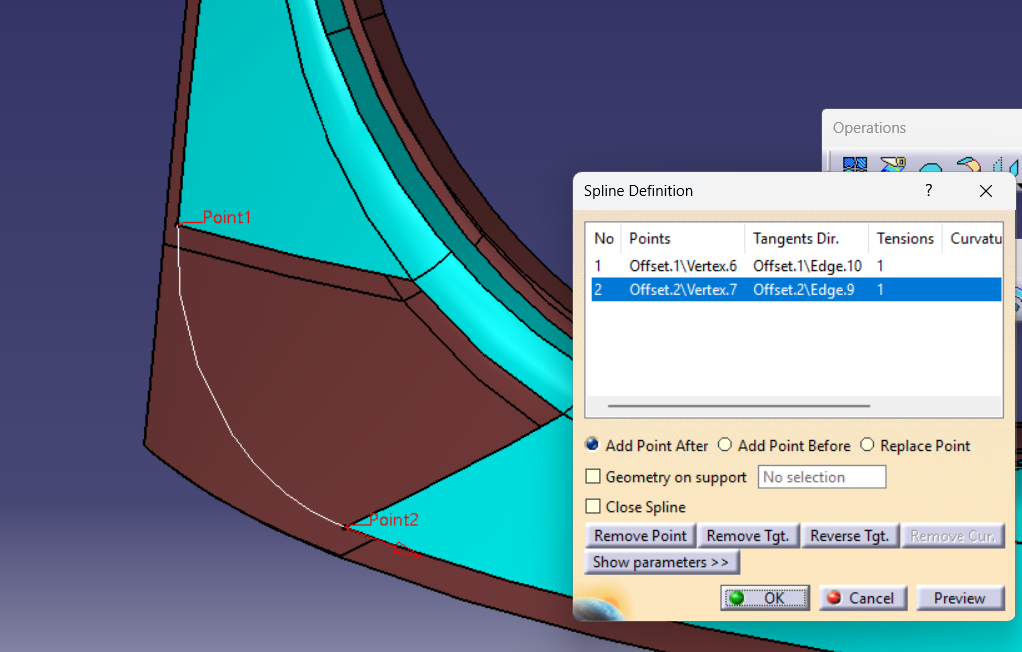 Point1
Point2
Operations
Spline Definition
?
No Points Tangents Dir. Tensions Curvatu
1 Offset.1\Vertex.6 Offset.1\Edge.10 1
2 Offset.2\Vertex.7 Offset.2\Edge.9 1
Add Point After Add Point Before Replace Point
Geometry on support No selection
Close Spline
Remove Point Remove Tgt. Reverse Tgt. Remove Cur.
Show parameters >>
OK Cancel Preview